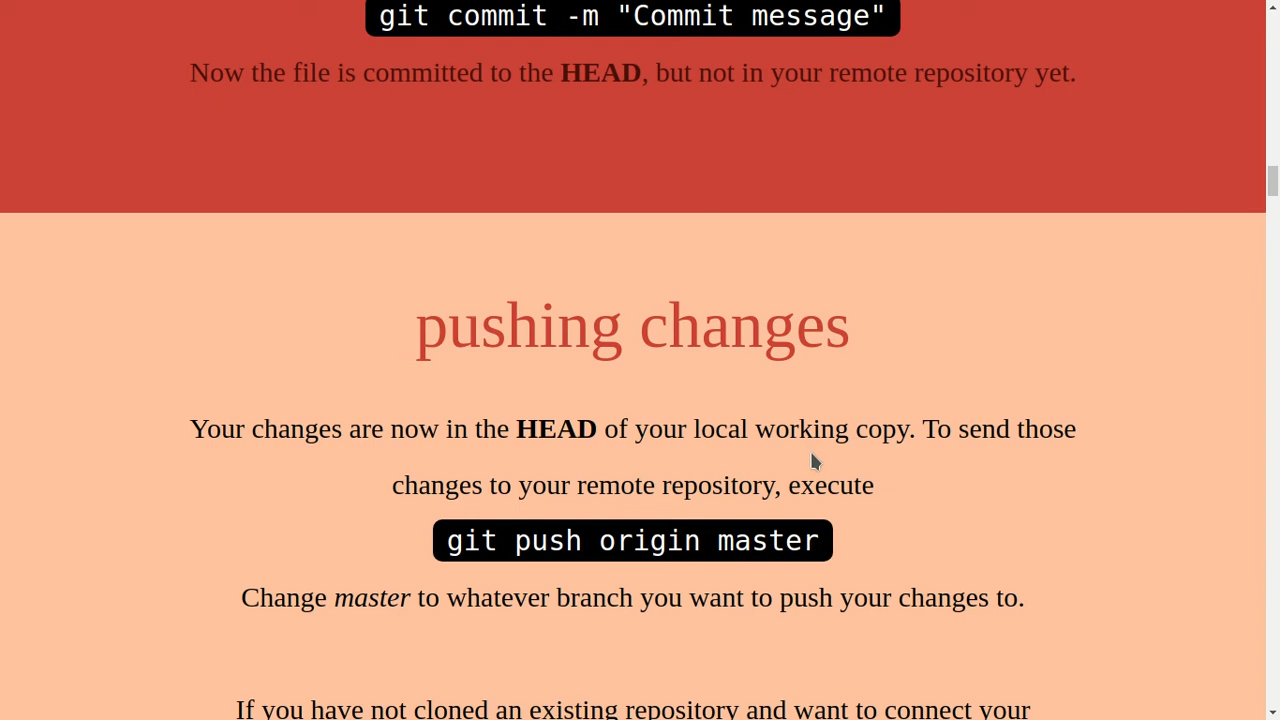 git commit -m "Commit message"
Now the file is committed to the HEAD, but not in your remote repository yet.
pushing changes
Your changes are now in the HEAD of your local working copy. To send those
changes to your remote repository, execute
git push origin master
Change master to whatever branch you want to push your changes to.
If you have not cloned an existing repository and want to connect your